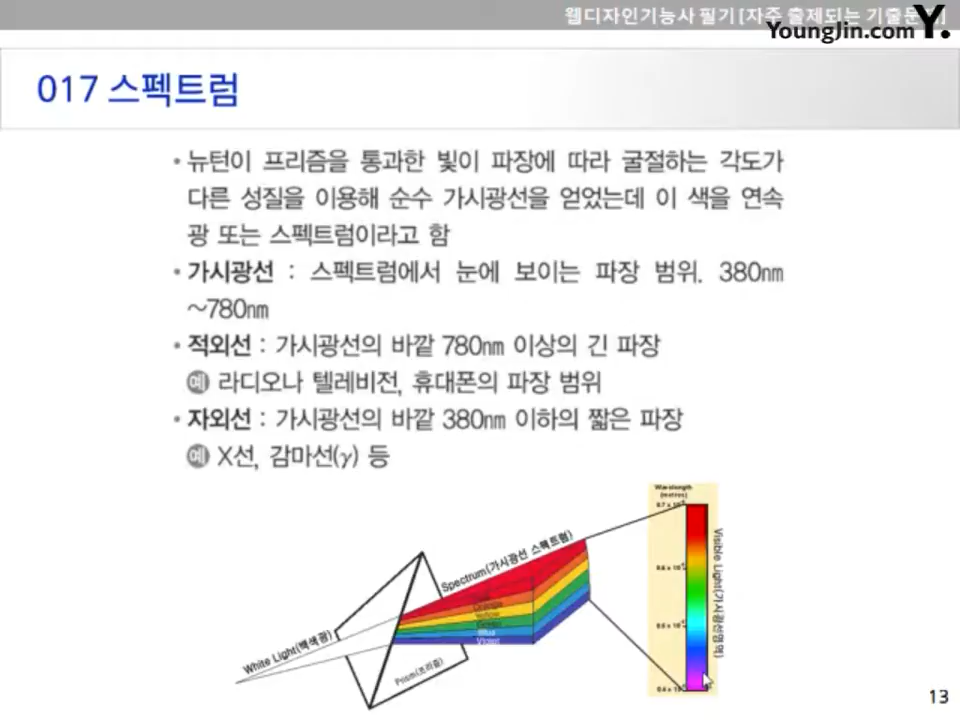 웹디자인기능사 필기 [자주 출제되는 기출문제]
YoungJin.com Y.
017 스펙트럼
• 뉴턴이 프리즘을 통과한 빛이 파장에 따라 굴절하는 각도가
다른 성질을 이용해 순수 가시광선을 얻었는데 이 색을 연속
광 또는 스펙트럼이라고 함
• 가시광선 : 스펙트럼에서 눈에 보이는 파장 범위. 380nm
~780nm
• 적외선 : 가시광선의 바깥 780nm 이상의 긴 파장
예 라디오나 텔레비전, 휴대폰의 파장 범위
• 자외선 : 가시광선의 바깥 380nm 이하의 짧은 파장
예 X선, 감마선(γ) 등
Wavelength
(metres)
Spectrum(가시광선 스펙트럼)
Visible Light(가시광선영역)
Orange
Yellow
Green
Blue
Violet
White Light(백색광)
Prism(프리즘)
13